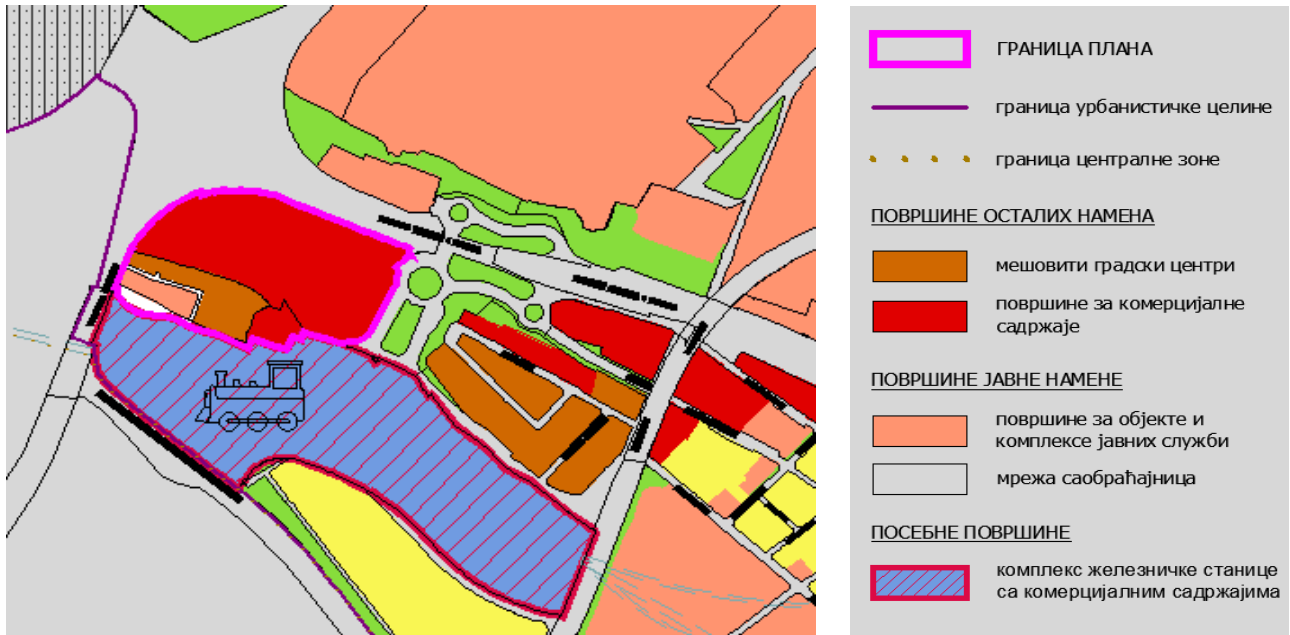 ГРАНИЦА ПЛАНА
граница урбанистичке целине
граница централне зоне
ПОВРШИНЕ ОСТАЛИХ НАМЕНА
мешовити градски центри
површине за комерцијалне
садржаје
ПОВРШИНЕ ЈАВНЕ НАМЕНЕ
површине за објекте и
комплексе јавних служби
мрежа саобраћајница
ПОСЕБНЕ ПОВРШИНЕ
комплекс железничке станице
са комерцијалним садржајима